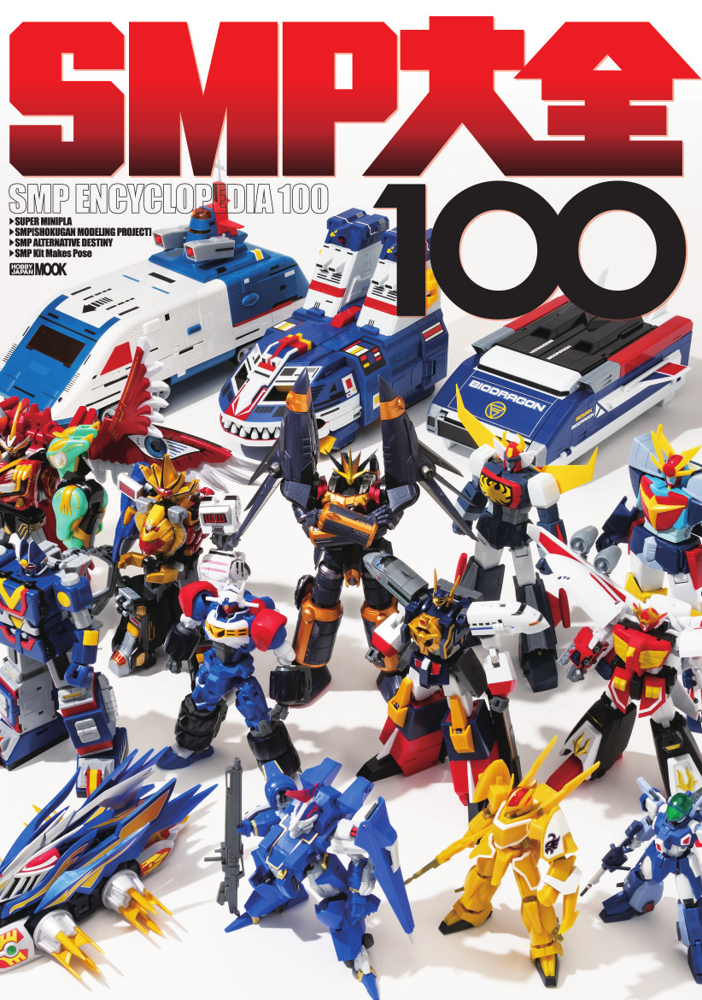 SMP大全
100
SMP ENCYCLOPEDIA 100
▶SUPER MINIPLA
▶SMP[SHOKUGAN MODELING PROJECT]
▶SMP ALTERNATIVE DESTINY
▶SMP Kit Makes Pose
HOBBY JAPAN MOOK
BIODRAGON